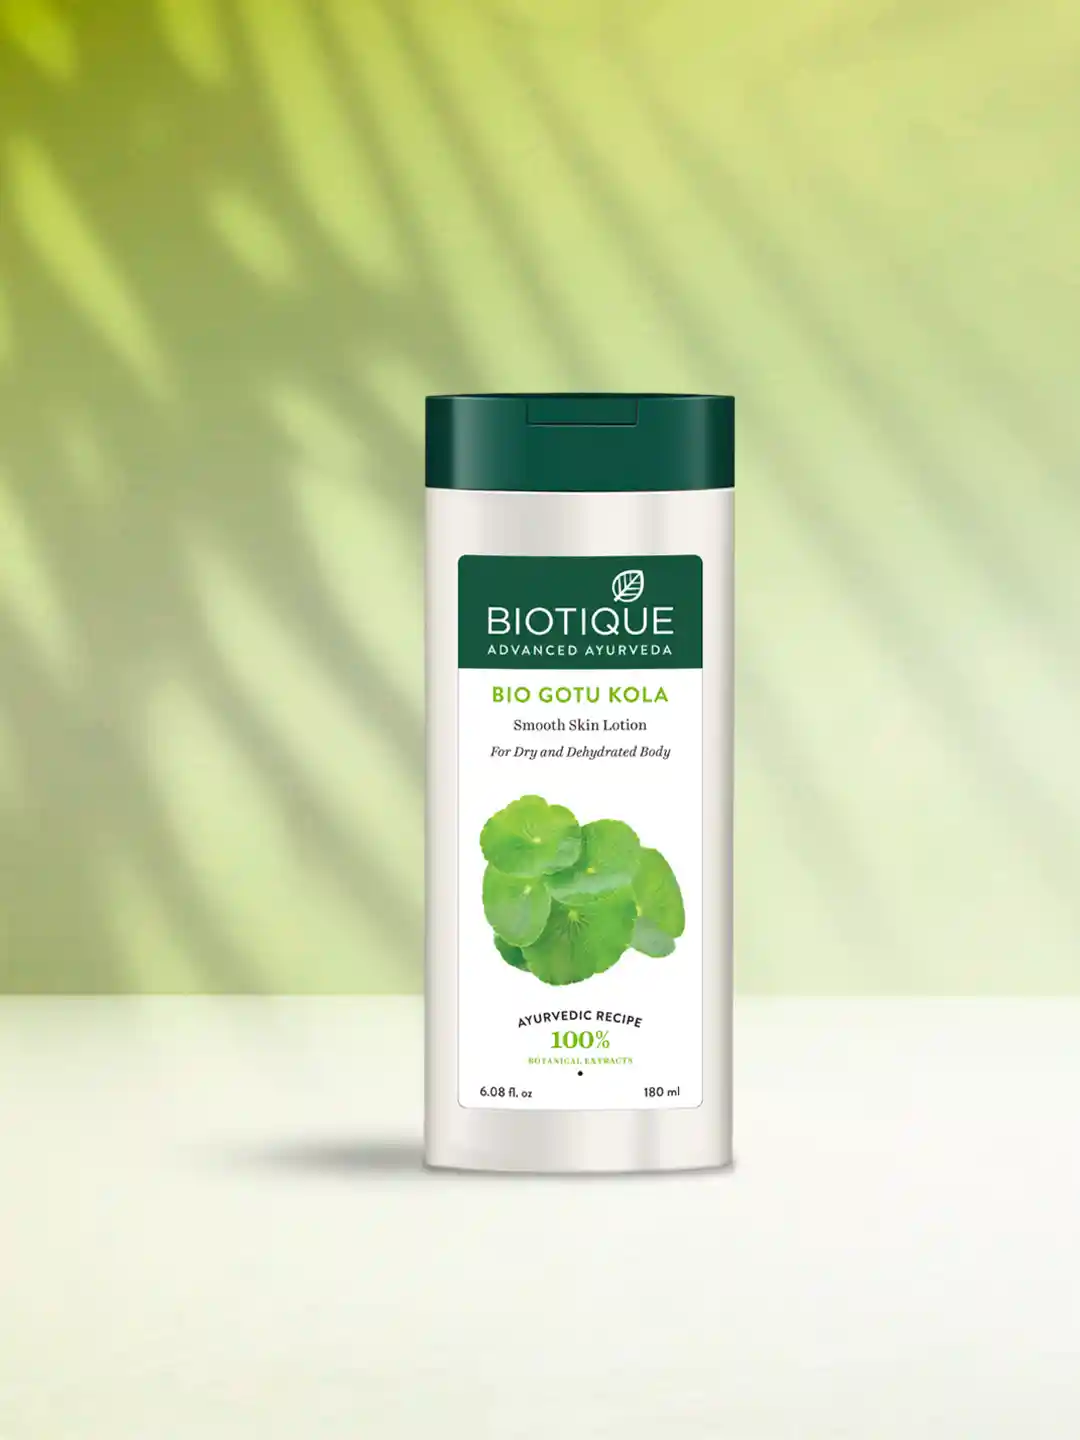 BIOTIQUE
ADVANCED AYURVEDA
BIO GOTU KOLA
Smooth Skin Lotion
For Dry and Dehydrated Body
AYURVEDIC RECIPE
100%
BOTANICAL EXTRACTS
6.08 fl. oz 180 ml